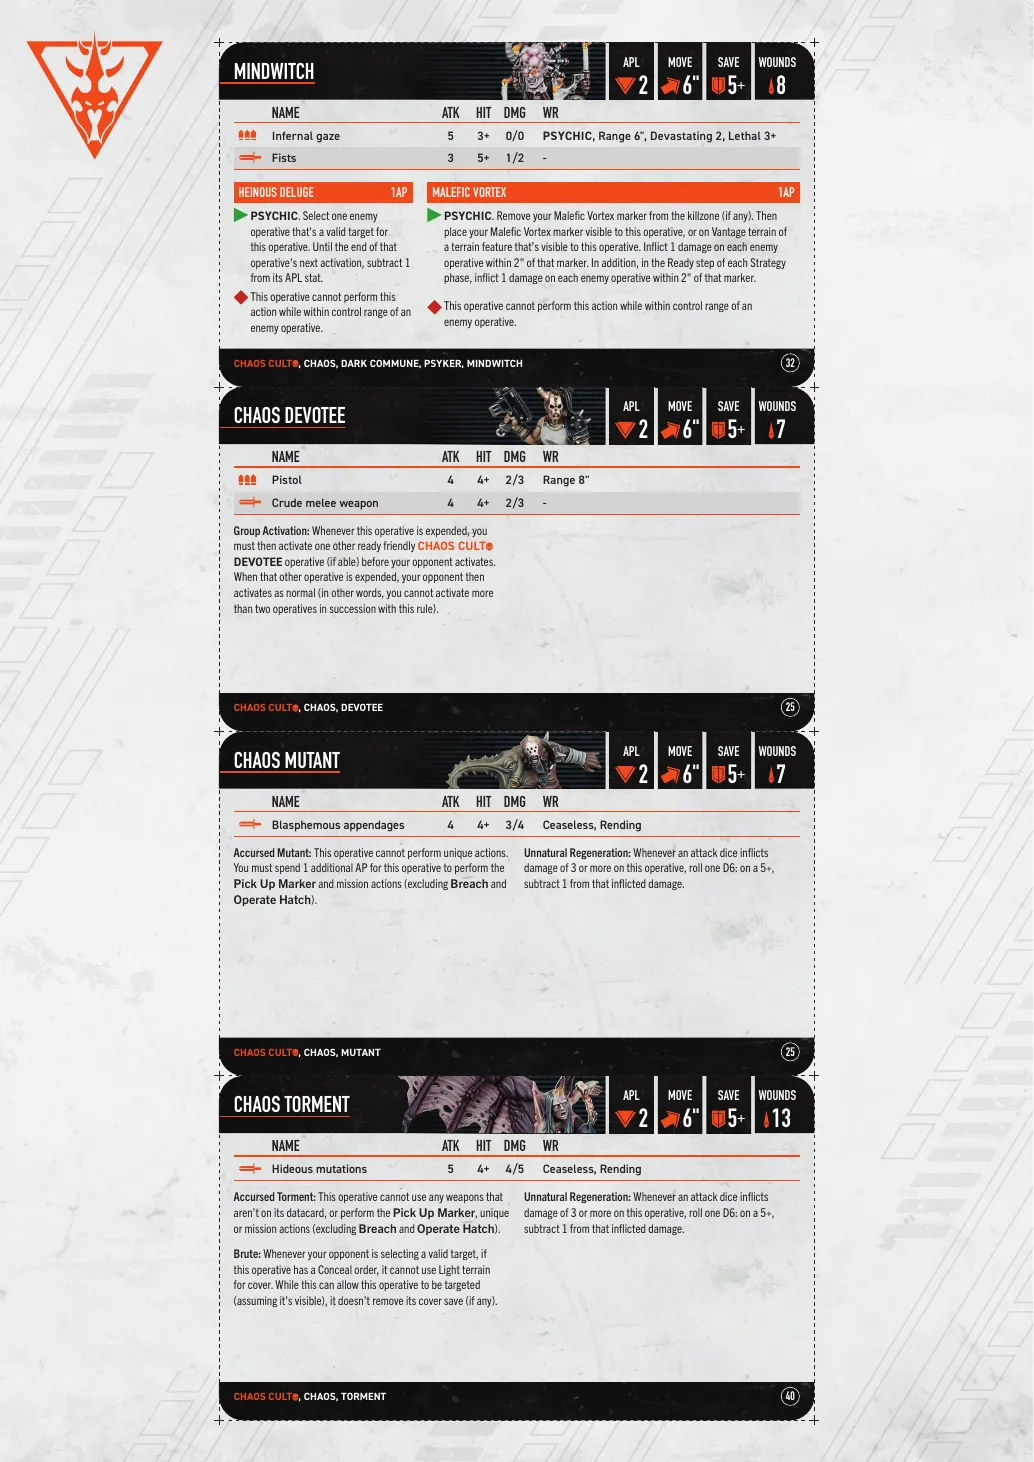 MINDWITCH
APL MOVE SAVE WOUNDS
2 6" 5+ 8
NAME ATK HIT DMG WR
Infernal gaze 5 3+ 0/0 PSYCHIC, Range 6", Devastating 2, Lethal 3+
Fists 3 5+ 1/2 -
HEINOUS DELUGE 1AP
PSYCHIC. Select one enemy
operative that's a valid target for
this operative. Until the end of that
operative's next activation, subtract 1
from its APL stat.
This operative cannot perform this
action while within control range of an
enemy operative.
MALEFIC VORTEX 1AP
PSYCHIC. Remove your Malefic Vortex marker from the killzone (if any). Then
place your Malefic Vortex marker visible to this operative, or on Vantage terrain of
a terrain feature that's visible to this operative. Inflict 1 damage on each enemy
operative within 2" of that marker. In addition, in the Ready step of each Strategy
phase, inflict 1 damage on each enemy operative within 2" of that marker.
This operative cannot perform this action while within control range of an
enemy operative.
CHAOS CULT, CHAOS, DARK COMMUNE, PSYKER, MINDWITCH 32
CHAOS DEVOTEE
APL MOVE SAVE WOUNDS
2 6" 5+ 7
NAME ATK HIT DMG WR
Pistol 4 4+ 2/3 Range 8"
Crude melee weapon 4 4+ 2/3 -
Group Activation: Whenever this operative is expended, you
must then activate one other ready friendly CHAOS CULT
DEVOTEE operative (if able) before your opponent activates.
When that other operative is expended, your opponent then
activates as normal (in other words, you cannot activate more
than two operatives in succession with this rule).
CHAOS CULT, CHAOS, DEVOTEE 25
CHAOS MUTANT
APL MOVE SAVE WOUNDS
2 6" 5+ 7
NAME ATK HIT DMG WR
Blasphemous appendages 4 4+ 3/4 Ceaseless, Rending
Accursed Mutant: This operative cannot perform unique actions.
You must spend 1 additional AP for this operative to perform the
Pick Up Marker and mission actions (excluding Breach and
Operate Hatch).
Unnatural Regeneration: Whenever an attack dice inflicts
damage of 3 or more on this operative, roll one D6: on a 5+,
subtract 1 from that inflicted damage.
CHAOS CULT, CHAOS, MUTANT 25
CHAOS TORMENT
APL MOVE SAVE WOUNDS
2 6" 5+ 13
NAME ATK HIT DMG WR
Hideous mutations 5 4+ 4/5 Ceaseless, Rending
Accursed Torment: This operative cannot use any weapons that
aren't on its datacard, or perform the Pick Up Marker, unique
or mission actions (excluding Breach and Operate Hatch).
Brute: Whenever your opponent is selecting a valid target, if
this operative has a Conceal order, it cannot use Light terrain
for cover. While this can allow this operative to be targeted
(assuming it's visible), it doesn't remove its cover save (if any).
Unnatural Regeneration: Whenever an attack dice inflicts
damage of 3 or more on this operative, roll one D6: on a 5+,
subtract 1 from that inflicted damage.
CHAOS CULT, CHAOS, TORMENT 40